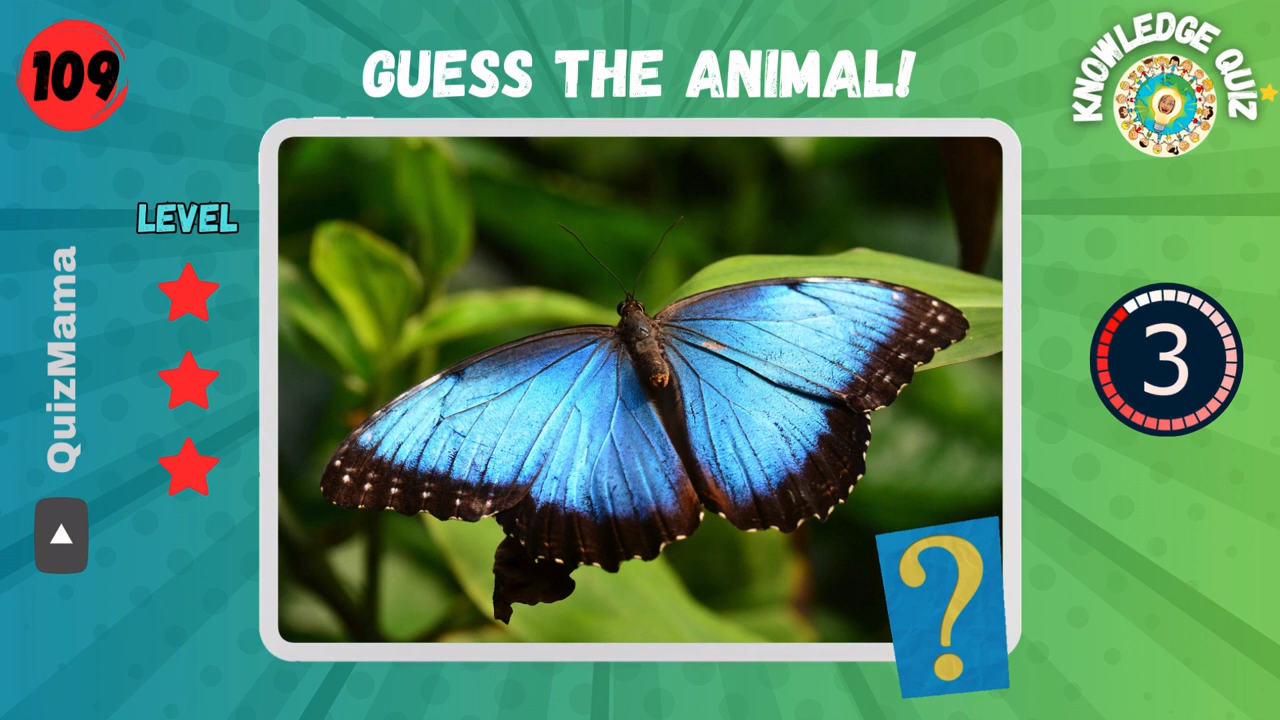 109
GUESS THE ANIMAL!
KNOWLEDGE QUIZ
LEVEL
QuizMama
3
?